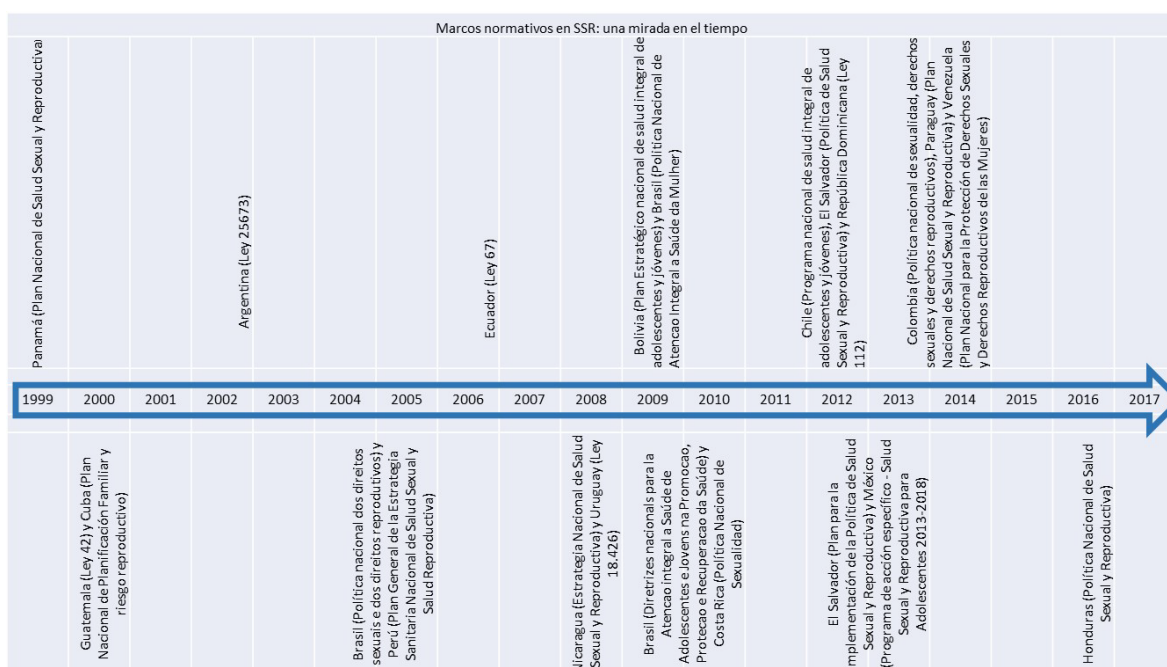 Marcos normativos en SSR: una mirada en el tiempo
Panamá (Plan Nacional de Salud Sexual y Reproductiva)
Argentina (Ley 25673)
Ecuador (Ley 67)
Bolivia (Plan Estratégico nacional de salud integral de
adolescentes y jóvenes) y Brasil (Política Nacional de
Atencao Integral a Saúde da Mulher)
Chile (Programa nacional de salud integral de
adolescentes y jóvenes), El Salvador (Política de Salud
Sexual y Reproductiva) y República Dominicana (Ley
112)
Colombia (Política nacional de sexualidad, derechos
sexuales y derechos reproductivos), Paraguay (Plan
Nacional de Salud Sexual y Reproductiva) y Venezuela
(Plan Nacional para la Protección de Derechos Sexuales
y Derechos Reproductivos de las Mujeres)
1999 2000 2001 2002 2003 2004 2005 2006 2007 2008 2009 2010 2011 2012 2013 2014 2015 2016 2017
Guatemala (Ley 42) y Cuba (Plan
Nacional de Planificación Familiar y
riesgo reproductivo)
Brasil (Política nacional dos direitos
sexuais e dos direitos reprodutivos) y
Perú (Plan General de la Estrategia
Sanitaria Nacional de Salud Sexual y
Salud Reproductiva)
Nicaragua (Estrategia Nacional de Salud
Sexual y Reproductiva) y Uruguay (Ley
18.426)
Brasil (Diretrizes nacionals para la
Atencao integral a Saúde de
Adolescentes e Jovens na Promocao,
Protecao e Recuperacao da Saúde) y
Costa Rica (Política Nacional de
Sexualidad)
El Salvador (Plan para la
mplementación de la Política de Salud
Sexual y Reproductiva) y México
(Programa de acción específico - Salud
Sexual y Reproductiva para
Adolescentes 2013-2018)
Honduras (Política Nacional de Salud
Sexual y Reproductiva)